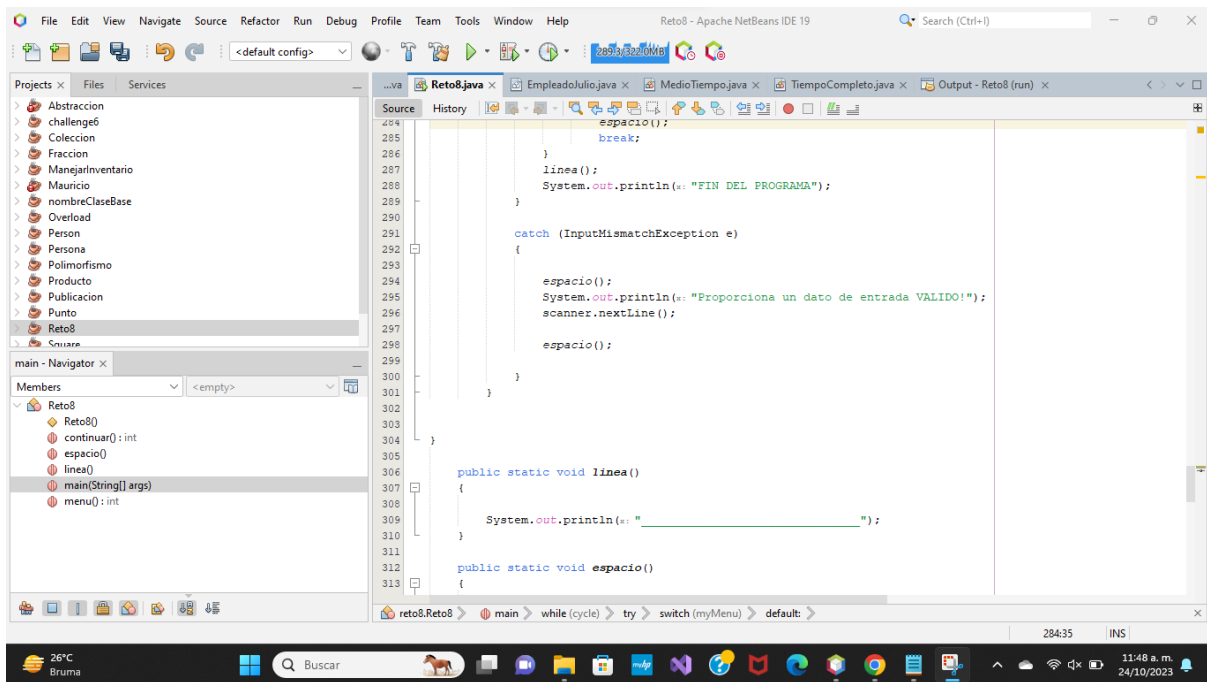 File Edit View Navigate Source Refactor Run Debug Profile Team Tools Window Help Reto8 - Apache NetBeans IDE 19 Search (Ctrl+I)
<default config> 289.3/322.0MB
Projects Files Services
...va Reto8.java EmpleadoJulio.java MedioTiempo.java TiempoCompleto.java Output - Reto8 (run)
Source History
Abstraccion
challenge6
Coleccion
Fraccion
ManejarInventario
Mauricio
nombreClaseBase
Overload
Person
Persona
Polimorfismo
Producto
Publicacion
Punto
Reto8
Square
main - Navigator
Members <empty>
Reto8
Reto8()
continuar() : int
espacio()
linea()
main(String[] args)
menu() : int
284 espacio();
285 break;
286 }
287 linea();
288 System.out.println(x: "FIN DEL PROGRAMA");
289 }
290
291 catch (InputMismatchException e)
292 {
293
294 espacio();
295 System.out.println(x: "Proporciona un dato de entrada VALIDO!");
296 scanner.nextLine();
297
298 espacio();
299
300 }
301 }
302
303
304 }
305
306 public static void linea()
307 {
308
309 System.out.println(x: "_______________________________");
310 }
311
312 public static void espacio()
313 {
reto8.Reto8 main while (cycle) try switch (myMenu) default:
284:35 INS
26°C
Bruma
Buscar
mvhp
11:48 a. m.
24/10/2023